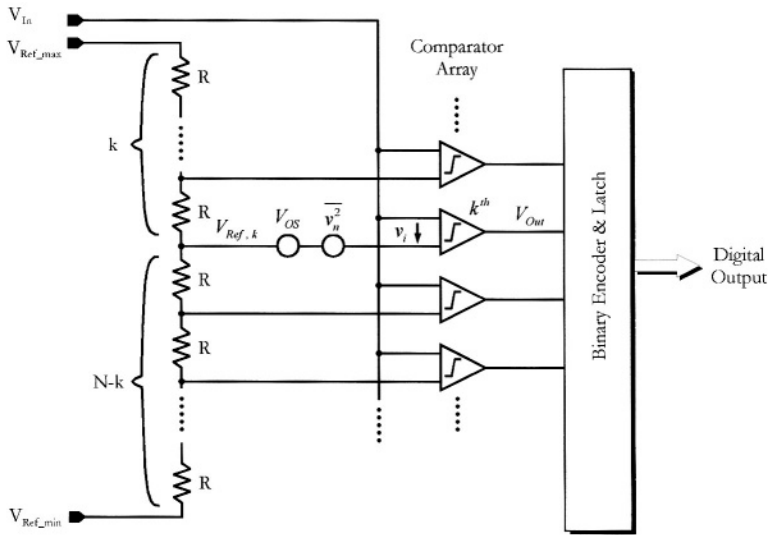 V_In
V_Ref_max
Comparator
Array
R
k
R
k^th
V_Ref,k
V_OS
v_n^2
v_i
V_Out
R
R
N-k
R
V_Ref_min
Binary Encoder & Latch
Digital
Output